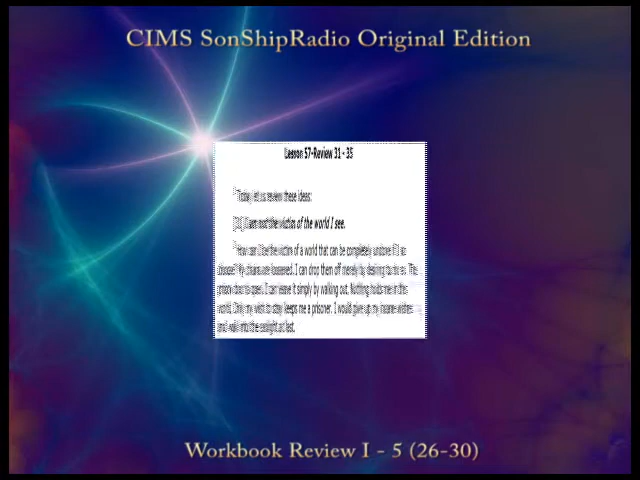 CIMS SonShipRadio Original Edition
Lesson 57-Review 31 - 35
Today let us review these ideas:
[31] I am not the victim of the world I see.
How can I be the victim of a world that can be completely undone if I so
choose? My chains are loosened. I can drop them off merely by desiring to do so. The
prison door is open. I can leave it simply by walking out. Nothing holds me in this
world. Only my wish to stay keeps me a prisoner. I would give up my insane wishes
and walk into the sunlight at last.
Workbook Review I - 5 (26-30)